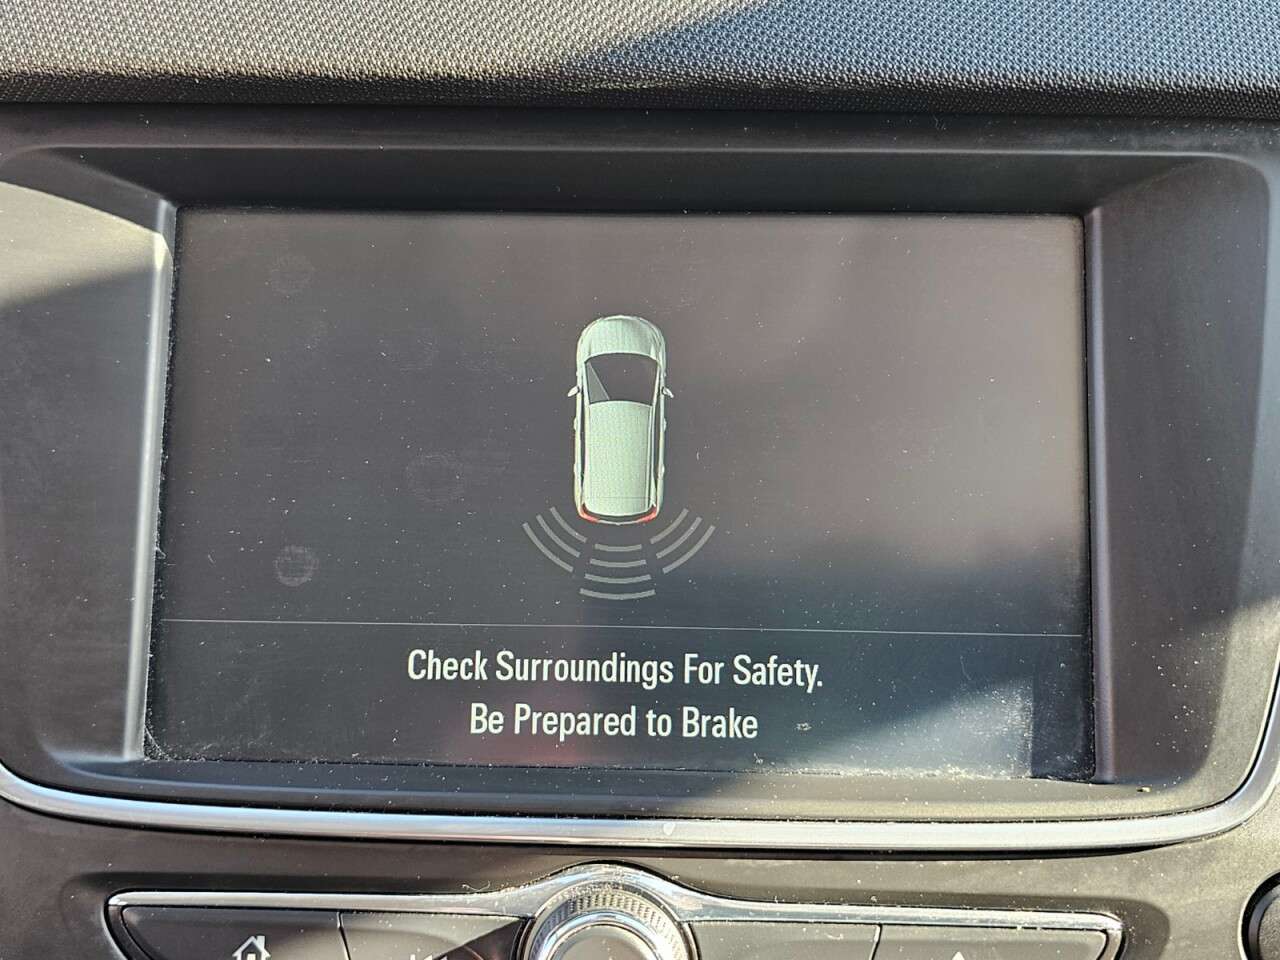 Check Surroundings For Safety.
Be Prepared to Brake